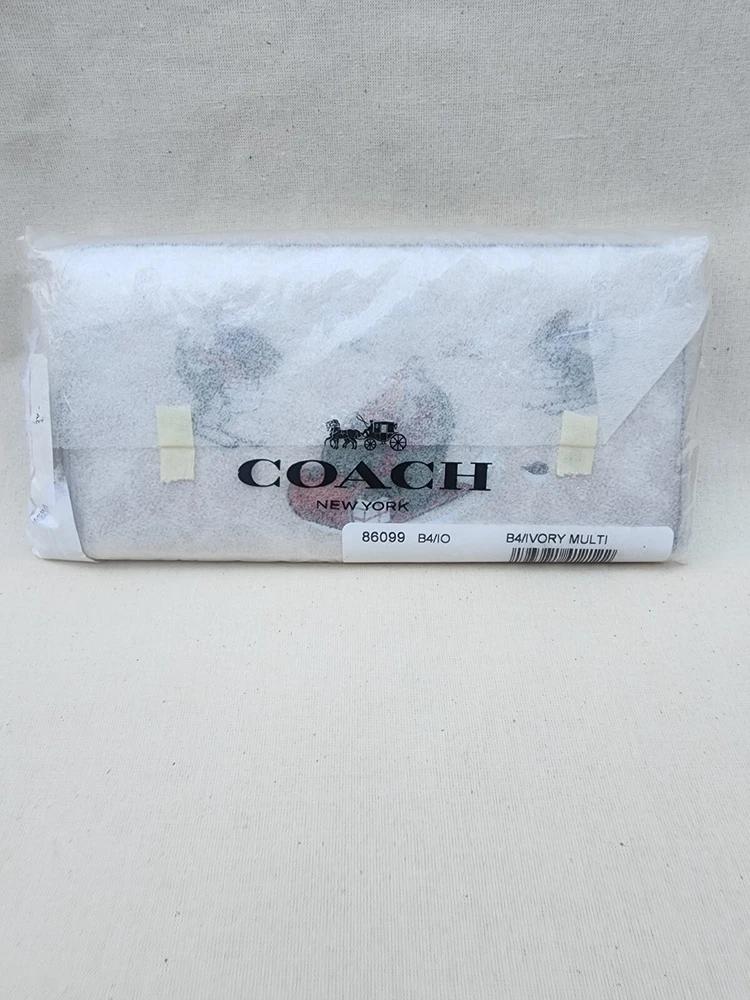 COACH
NEW YORK
86099 B4/IO B4/IVORY MULTI